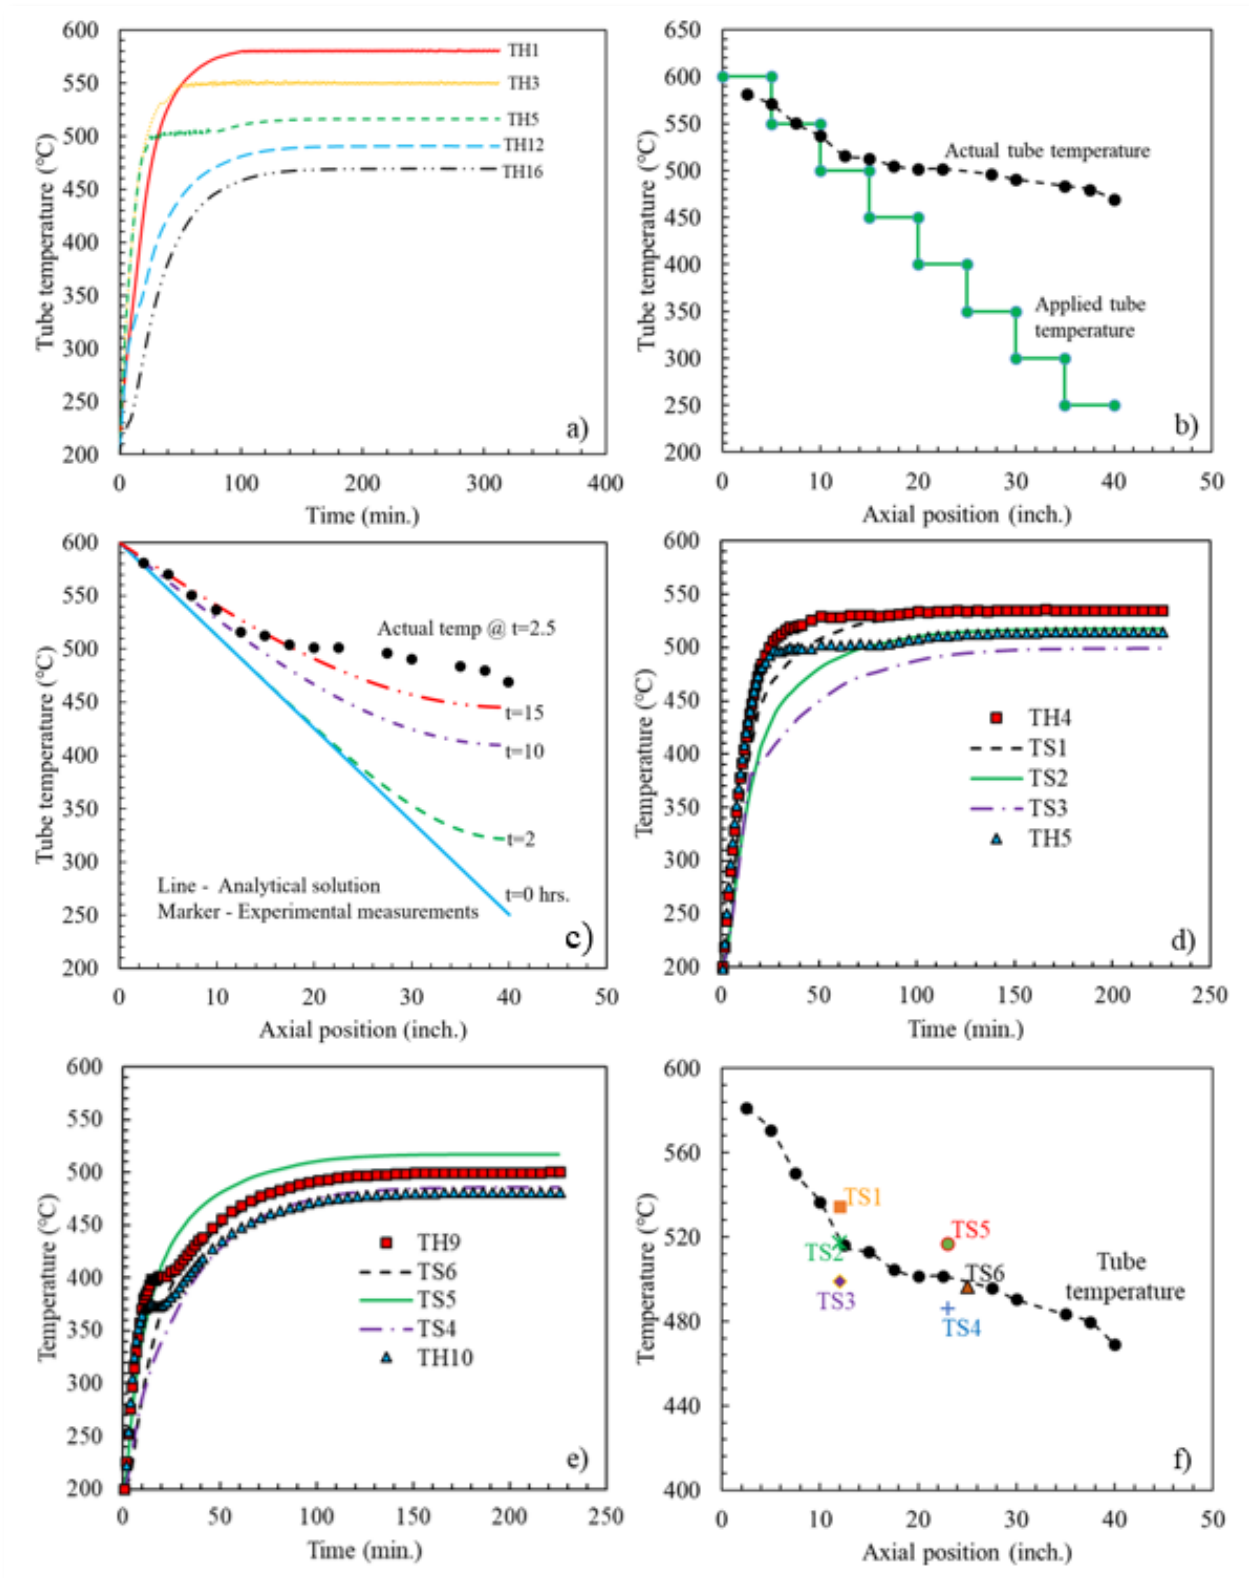 600
550
500
450
400
350
300
250
200
Tube temperature (°C)
TH1
TH3
TH5
TH12
TH16
a)
0
100
200
300
400
Time (min.)
650
600
550
500
450
400
350
300
250
200
Tube temperature (°C)
Actual tube temperature
Applied tube
temperature
b)
0
10
20
30
40
50
Axial position (inch.)
600
550
500
450
400
350
300
250
200
Tube temperature (°C)
Actual temp @ t=2.5
t=15
t=10
t=2
t=0 hrs.
Line - Analytical solution
Marker - Experimental measurements
c)
0
10
20
30
40
50
Axial position (inch.)
600
550
500
450
400
350
300
250
200
Temperature (°C)
TH4
TS1
TS2
TS3
TH5
d)
0
50
100
150
200
250
Time (min.)
600
550
500
450
400
350
300
250
200
Temperature (°C)
TH9
TS6
TS5
TS4
TH10
e)
0
50
100
150
200
250
Time (min.)
600
560
520
480
440
400
Temperature (°C)
TS1
TS2
TS3
TS5
TS6
TS4
Tube
temperature
f)
0
10
20
30
40
50
Axial position (inch.)